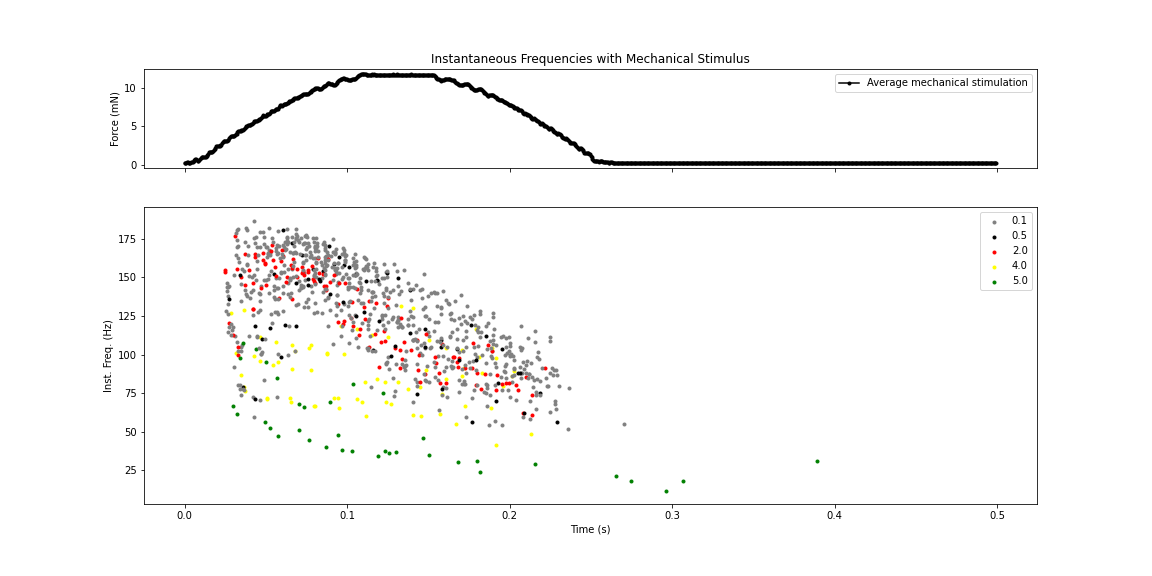 Instantaneous Frequencies with Mechanical Stimulus
Force (mN)
10
5
0
Average mechanical stimulation
Inst. Freq. (Hz)
175
150
125
100
75
50
25
0.1
0.5
2.0
4.0
5.0
0.0 0.1 0.2 0.3 0.4 0.5
Time (s)